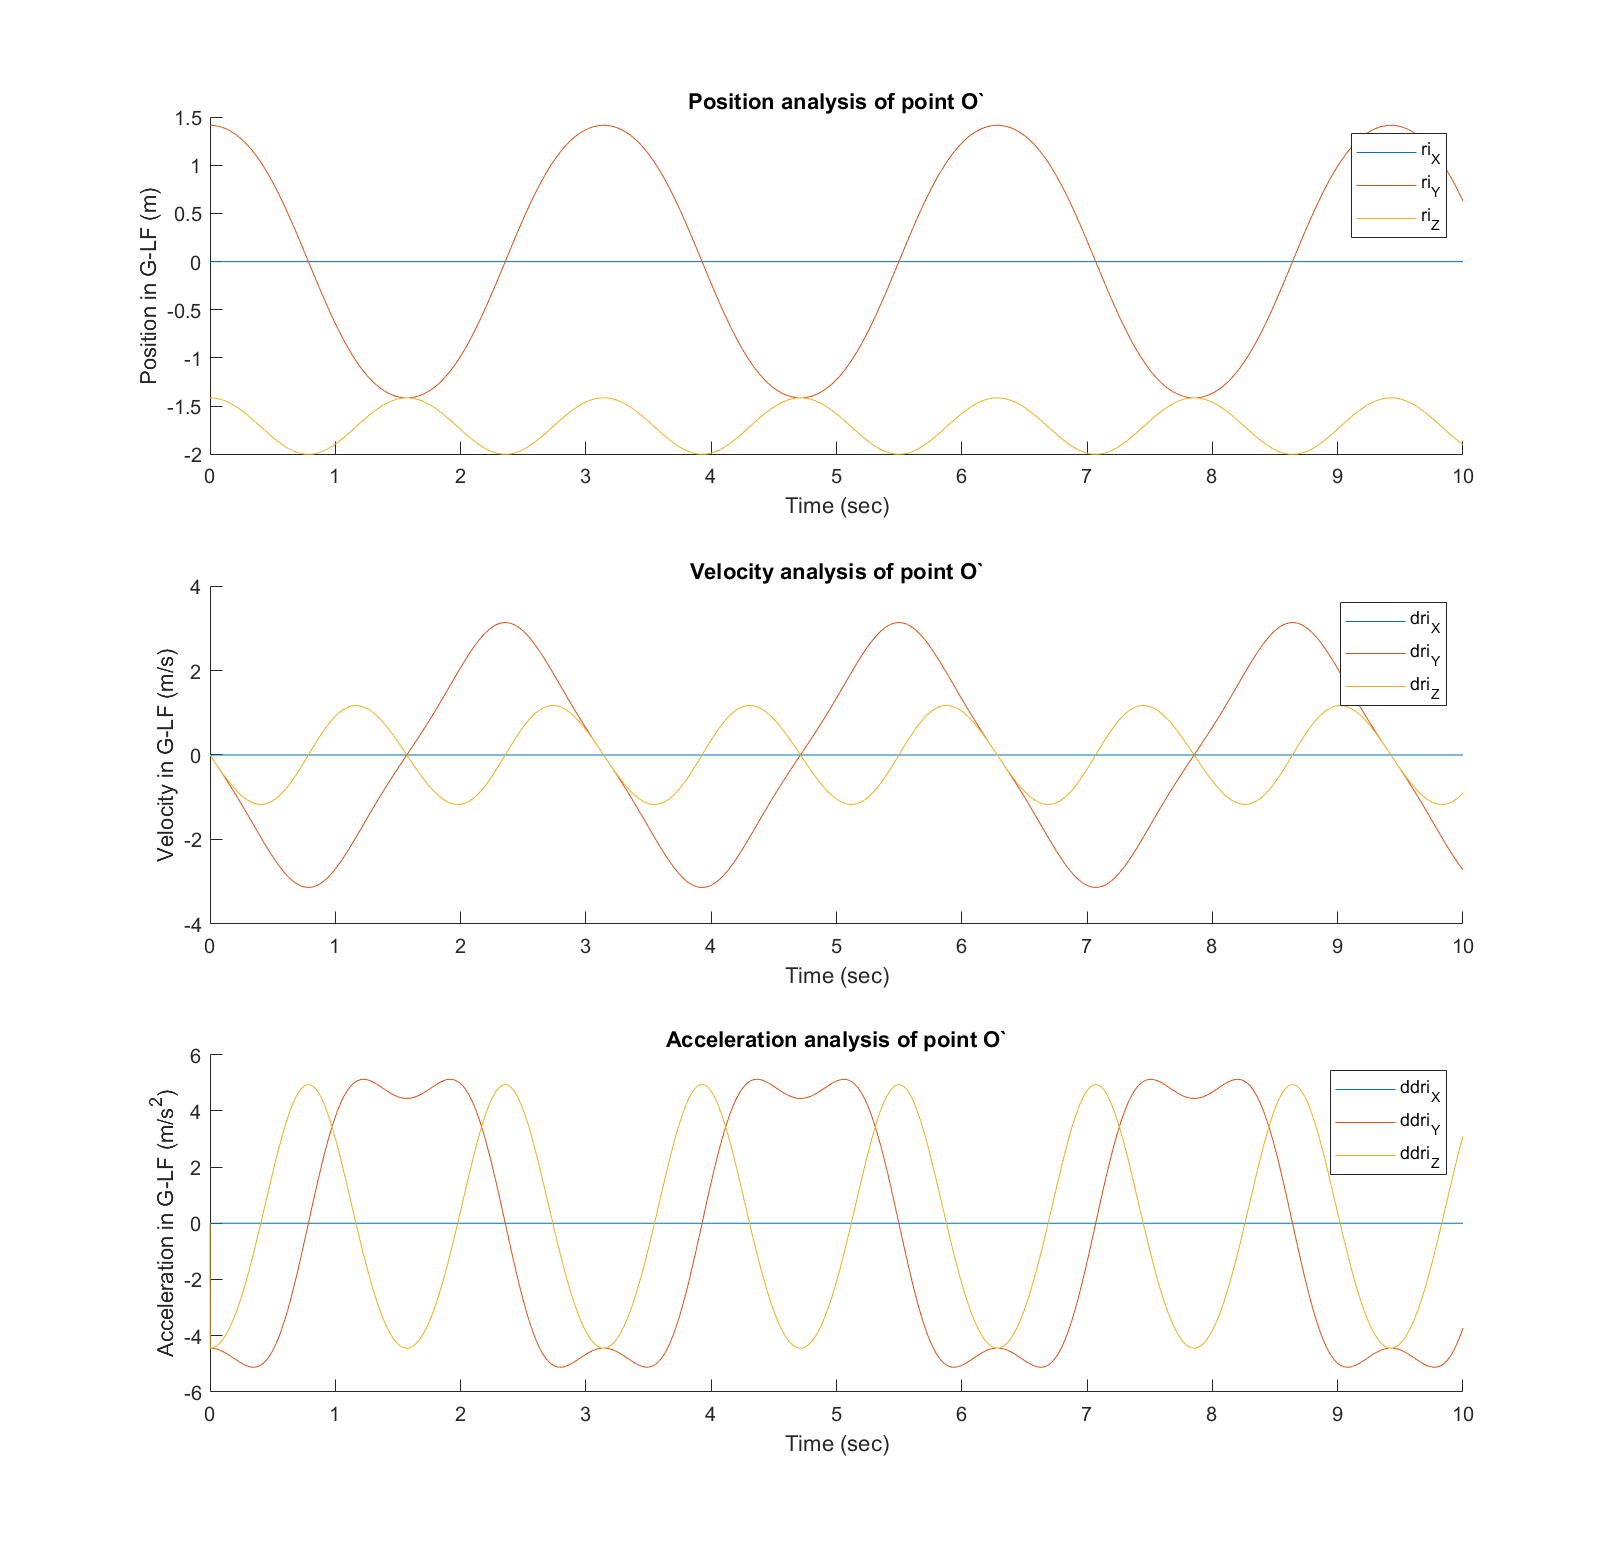 Position analysis of point O`
1.5
1
0.5
0
-0.5
-1
-1.5
-2
Position in G-LF (m)
ri_X
ri_Y
ri_Z
0 1 2 3 4 5 6 7 8 9 10
Time (sec)
Velocity analysis of point O`
4
2
0
-2
-4
Velocity in G-LF (m/s)
dri_X
dri_Y
dri_Z
0 1 2 3 4 5 6 7 8 9 10
Time (sec)
Acceleration analysis of point O`
6
4
2
0
-2
-4
-6
Acceleration in G-LF (m/s²)
ddri_X
ddri_Y
ddri_Z
0 1 2 3 4 5 6 7 8 9 10
Time (sec)